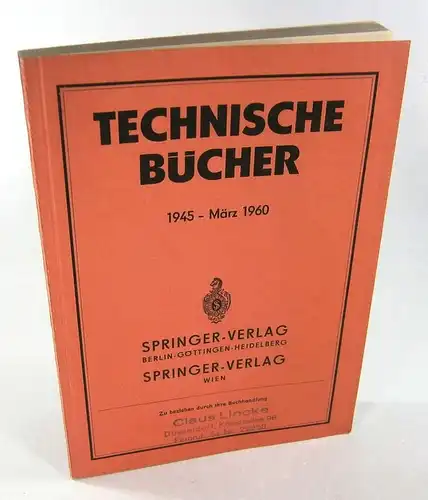 TECHNISCHE
BÜCHER
1945 – März 1960
S
SPRINGER-VERLAG
BERLIN · GÖTTINGEN · HEIDELBERG
SPRINGER-VERLAG
WIEN
Zu beziehen durch Ihre Buchhandlung
Claus Lincke
Düsseldorf,